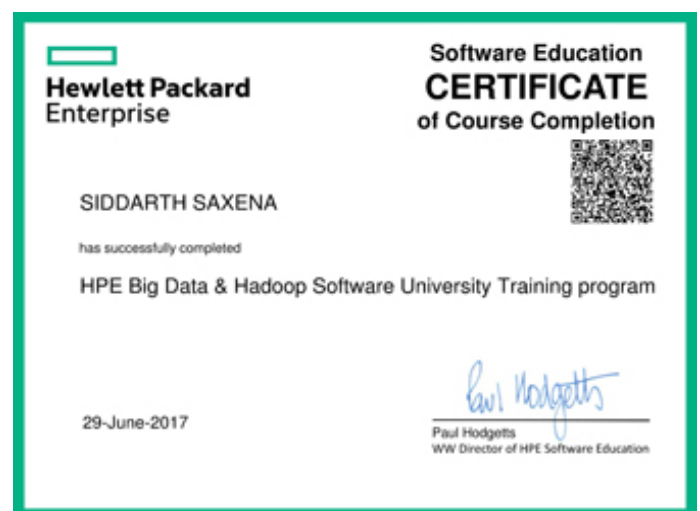 Hewlett Packard
Enterprise
Software Education
CERTIFICATE
of Course Completion
SIDDARTH SAXENA
has successfully completed
HPE Big Data & Hadoop Software University Training program
29-June-2017
Paul Hodgetts
Paul Hodgetts
WW Director of HPE Software Education